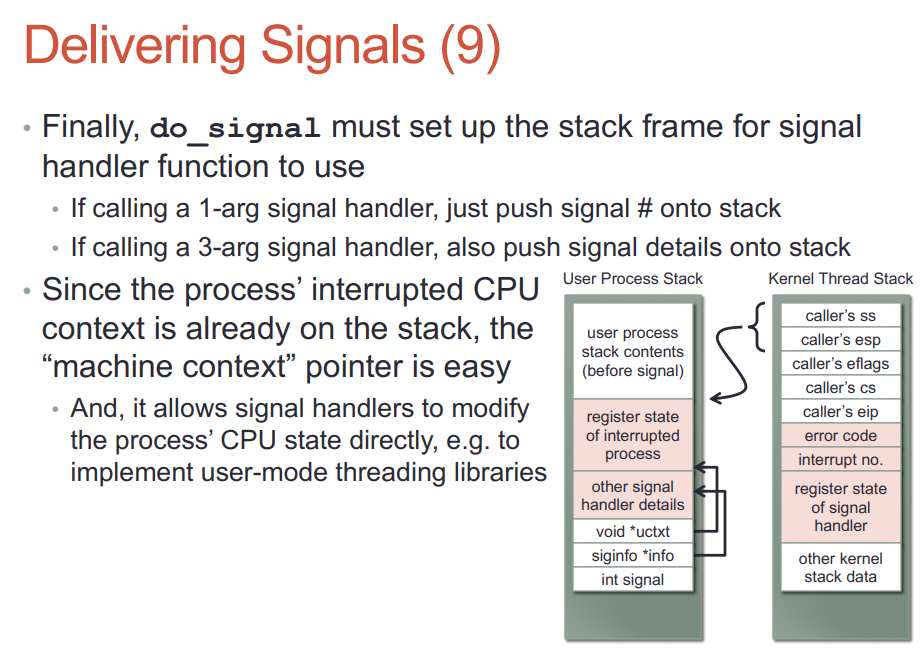 Delivering Signals (9)
• Finally, do_signal must set up the stack frame for signal
handler function to use
• If calling a 1-arg signal handler, just push signal # onto stack
• If calling a 3-arg signal handler, also push signal details onto stack
• Since the process’ interrupted CPU
context is already on the stack, the
“machine context” pointer is easy
• And, it allows signal handlers to modify
the process’ CPU state directly, e.g. to
implement user-mode threading libraries
User Process Stack
user process
stack contents
(before signal)
register state
of interrupted
process
other signal
handler details
void *uctxt
siginfo *info
int signal
Kernel Thread Stack
caller’s ss
caller’s esp
caller’s eflags
caller’s cs
caller’s eip
error code
interrupt no.
register state
of signal
handler
other kernel
stack data